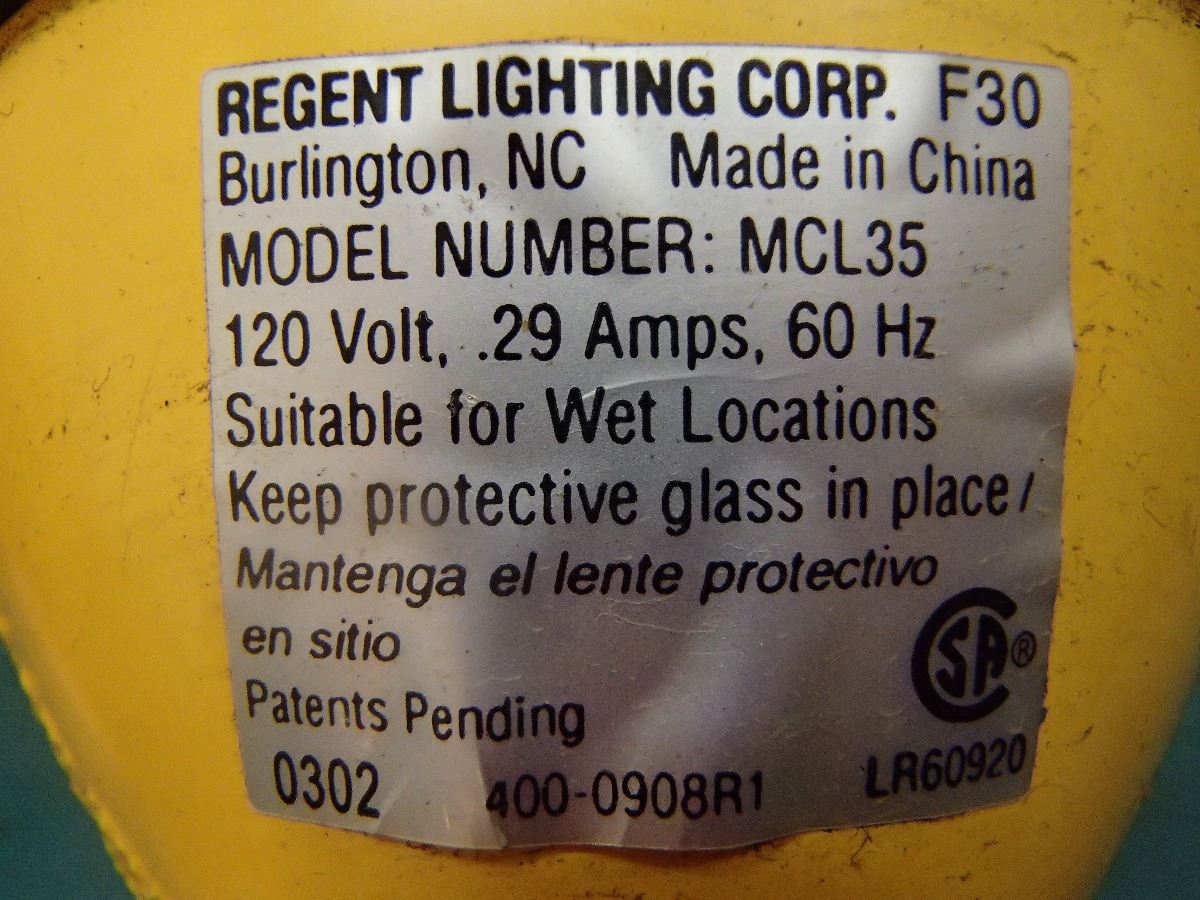 REGENT LIGHTING CORP. F30
Burlington, NC Made in China
MODEL NUMBER: MCL35
120 Volt, .29 Amps, 60 Hz
Suitable for Wet Locations
Keep protective glass in place /
Mantenga el lente protectivo
en sitio
CSA ®
Patents Pending
0302 400-0908R1 LR60920